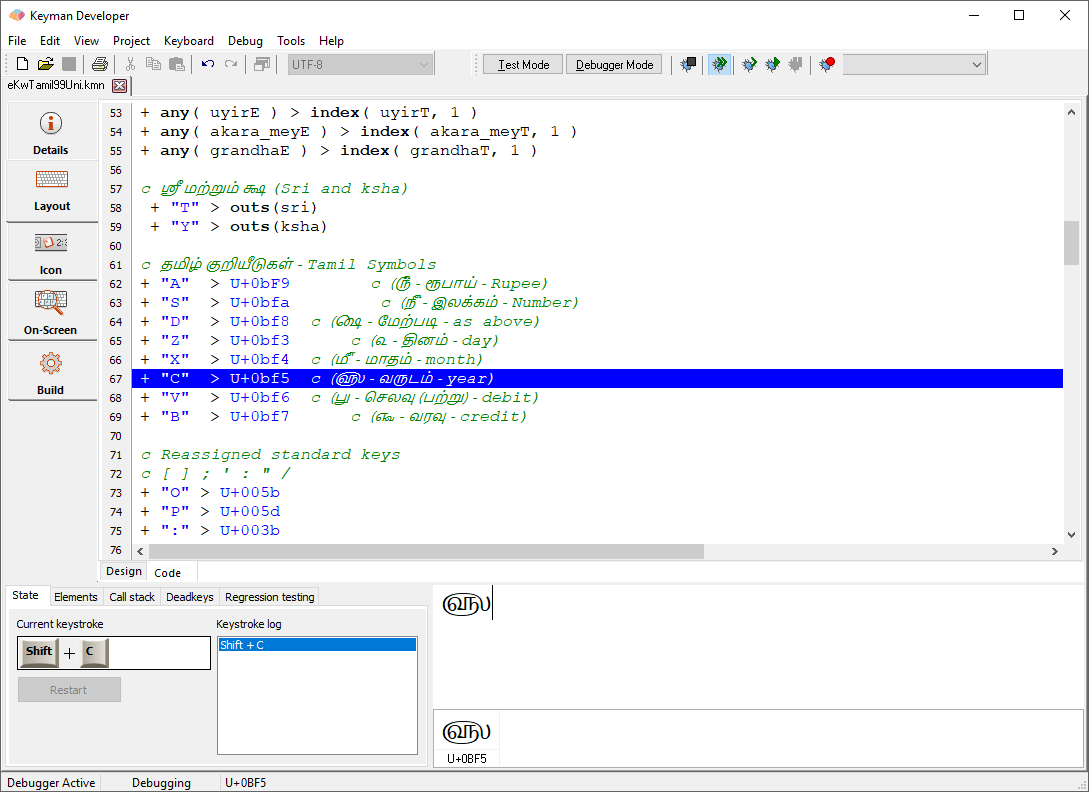 Keyman Developer
File Edit View Project Keyboard Debug Tools Help
UTF-8 Test Mode Debugger Mode
eKwTamil99Uni.kmn
Details
Layout
Icon
On-Screen
Build
53 + any( uyirE ) > index( uyirT, 1 )
54 + any( akara_meyE ) > index( akara_meyT, 1 )
55 + any( grandhaE ) > index( grandhaT, 1 )
56
57 c ஸ்ரீ மற்றும் க்ஷ (Sri and ksha)
58 + "T" > outs(sri)
59 + "Y" > outs(ksha)
60
61 c தமிழ் குறியீடுகள் - Tamil Symbols
62 + "A" > U+0bF9 c (௹ - ரூபாய் - Rupee)
63 + "S" > U+0bfa c (௺ - இலக்கம் - Number)
64 + "D" > U+0bf8 c (௸ - மேற்படி - as above)
65 + "Z" > U+0bf3 c (௳ - தினம் - day)
66 + "X" > U+0bf4 c (௴ - மாதம் - month)
67 + "C" > U+0bf5 c (௵ - வருடம் - year)
68 + "V" > U+0bf6 c (௶ - செலவு (பற்று) - debit)
69 + "B" > U+0bf7 c (௷ - வரவு - credit)
70
71 c Reassigned standard keys
72 c [ ] ; ' : " /
73 + "O" > U+005b
74 + "P" > U+005d
75 + ":" > U+003b
76
Design Code
State Elements Call stack Deadkeys Regression testing
Current keystroke Keystroke log
Shift + C
Shift + C
Restart
௵
௵
U+0BF5
Debugger Active Debugging U+0BF5